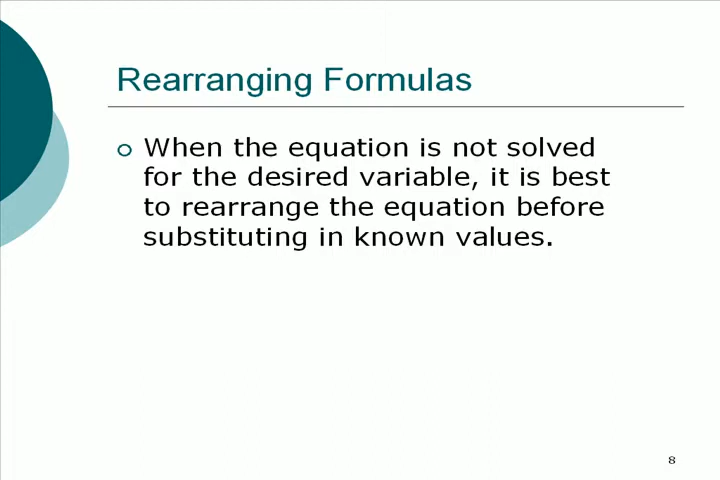 Rearranging Formulas
When the equation is not solved
for the desired variable, it is best
to rearrange the equation before
substituting in known values.
8